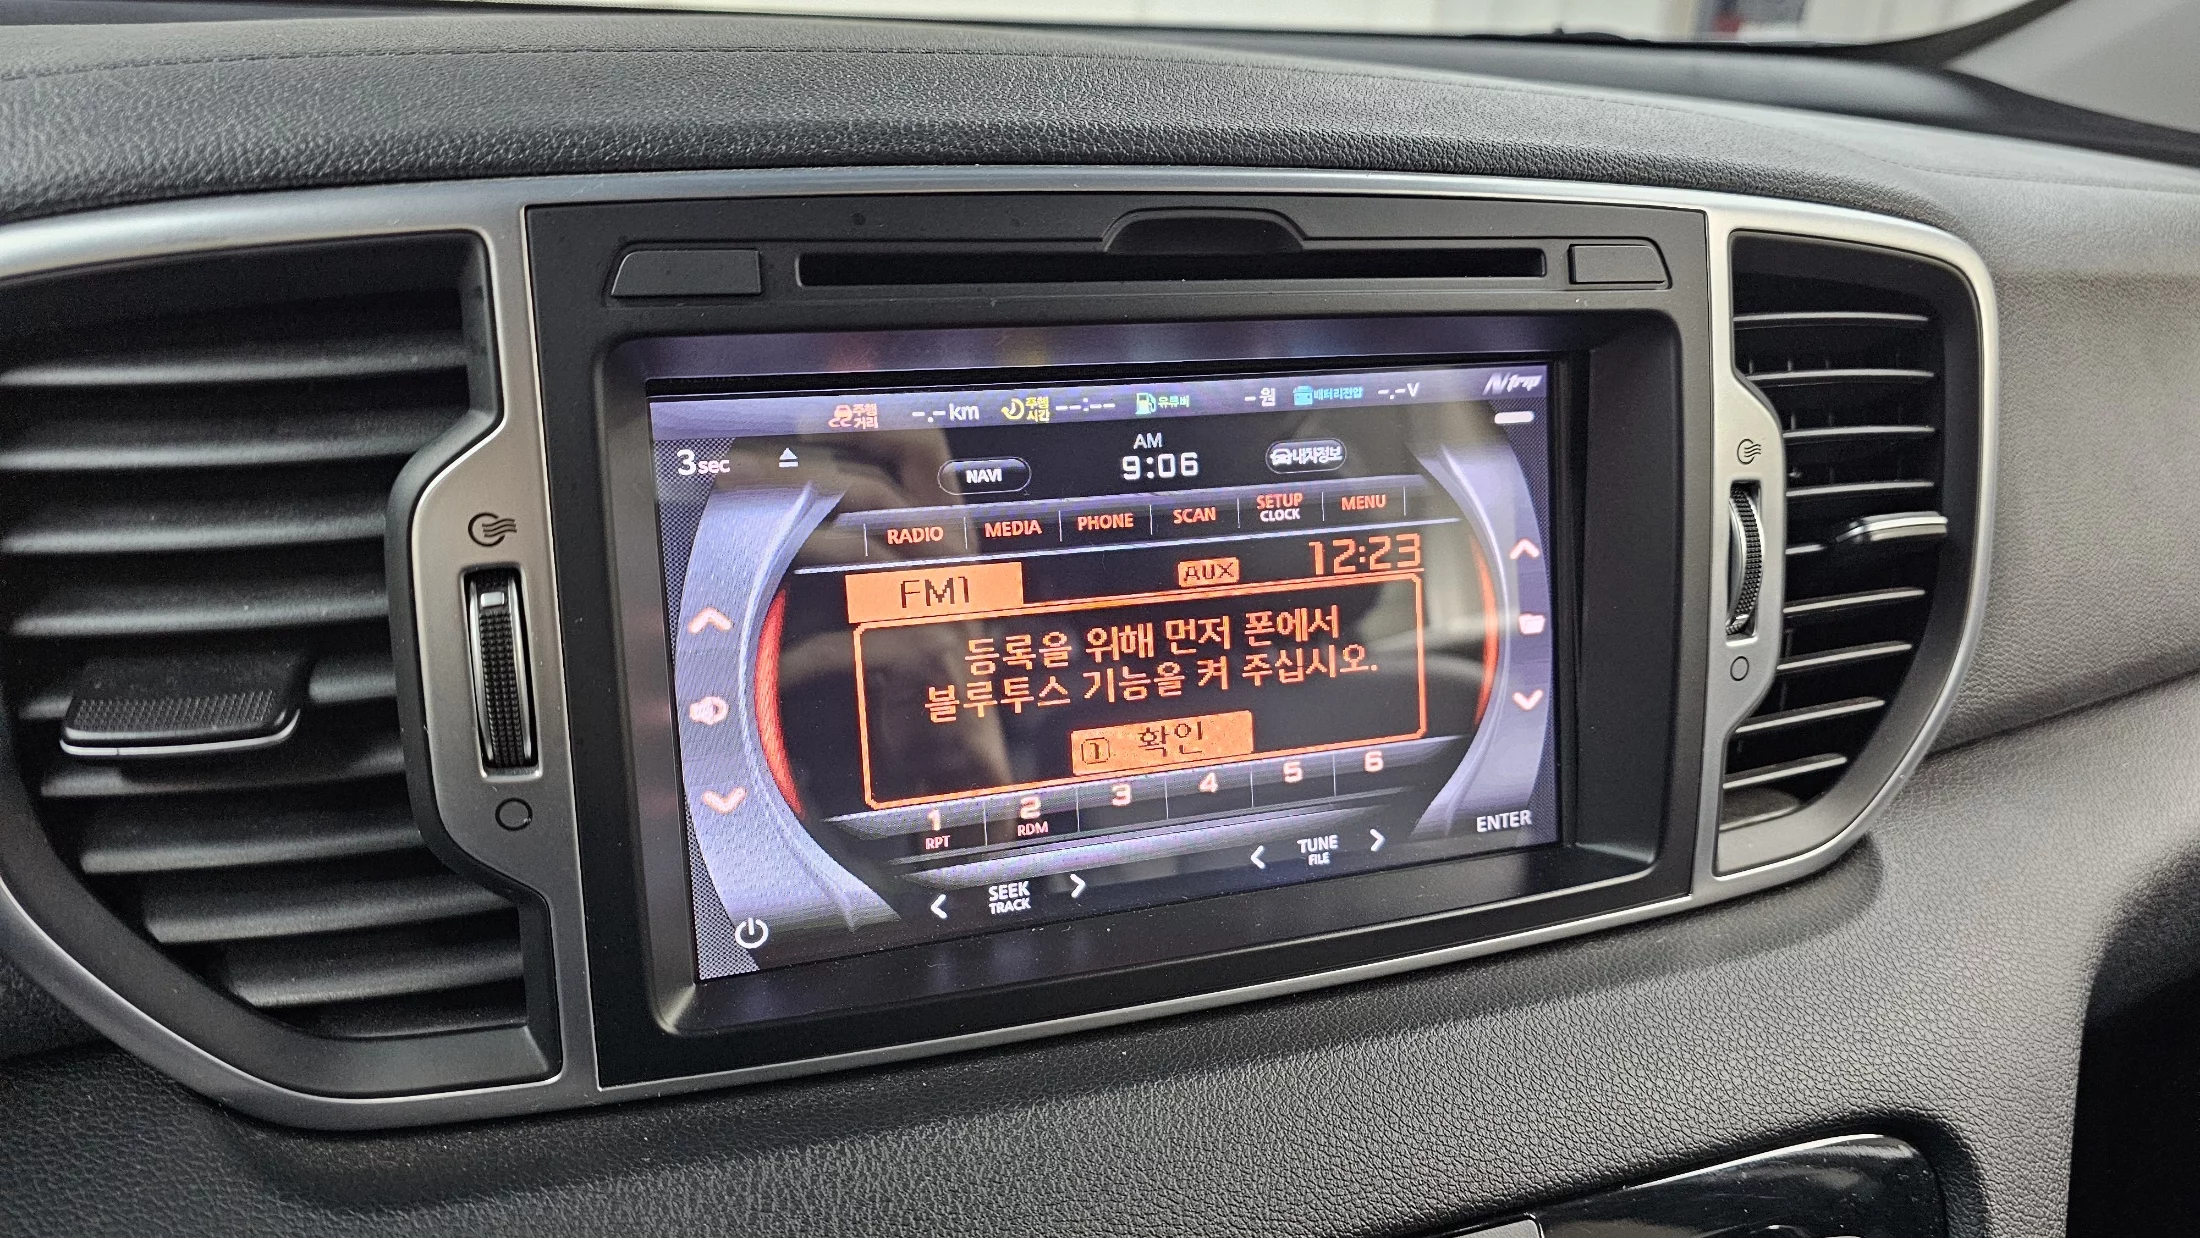 주행거리 -.-km 주행시간 --:-- 유류비 -원 배터리전압 -.-V Ntrip
3sec NAVI AM 9:06 내차정보
RADIO MEDIA PHONE SCAN SETUP CLOCK MENU
FM1 AUX 12:23
등록을 위해 먼저 폰에서
블루투스 기능을 켜 주십시오.
1 확인
1 2 3 4 5 6
RPT RDM
SEEK TRACK TUNE FILE ENTER